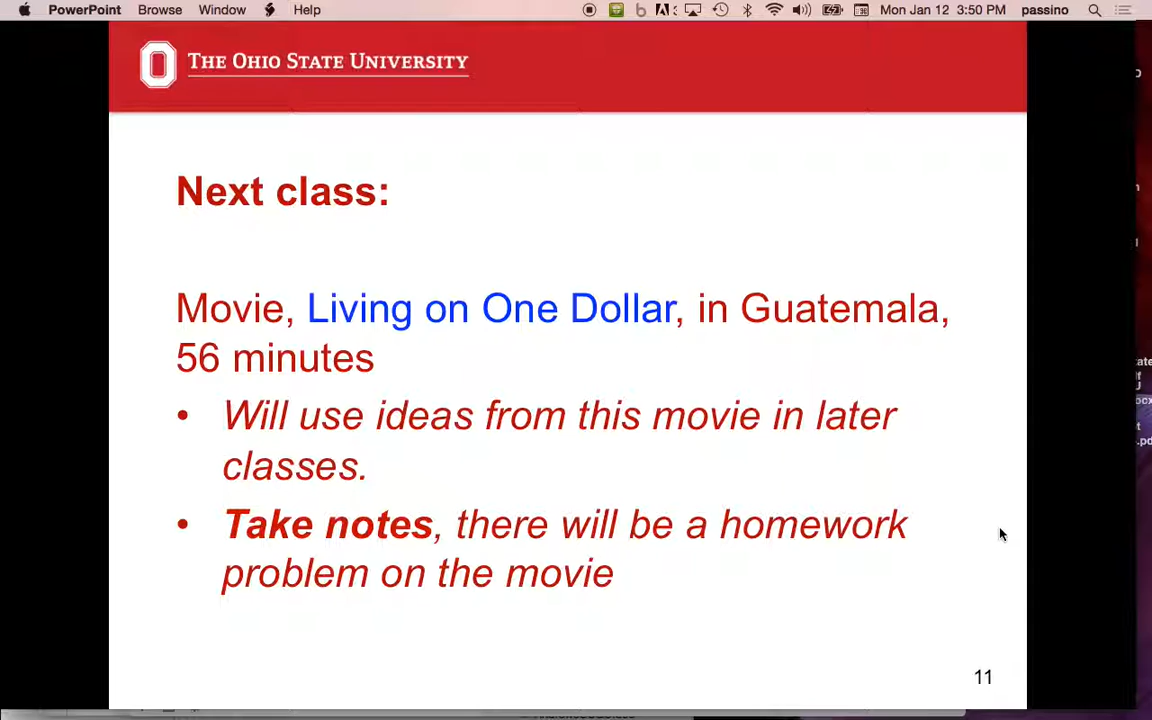 PowerPoint Browse Window Help Mon Jan 12 3:50 PM passino
THE OHIO STATE UNIVERSITY
Next class:
Movie, Living on One Dollar, in Guatemala,
56 minutes
• Will use ideas from this movie in later
classes.
• Take notes, there will be a homework
problem on the movie
11